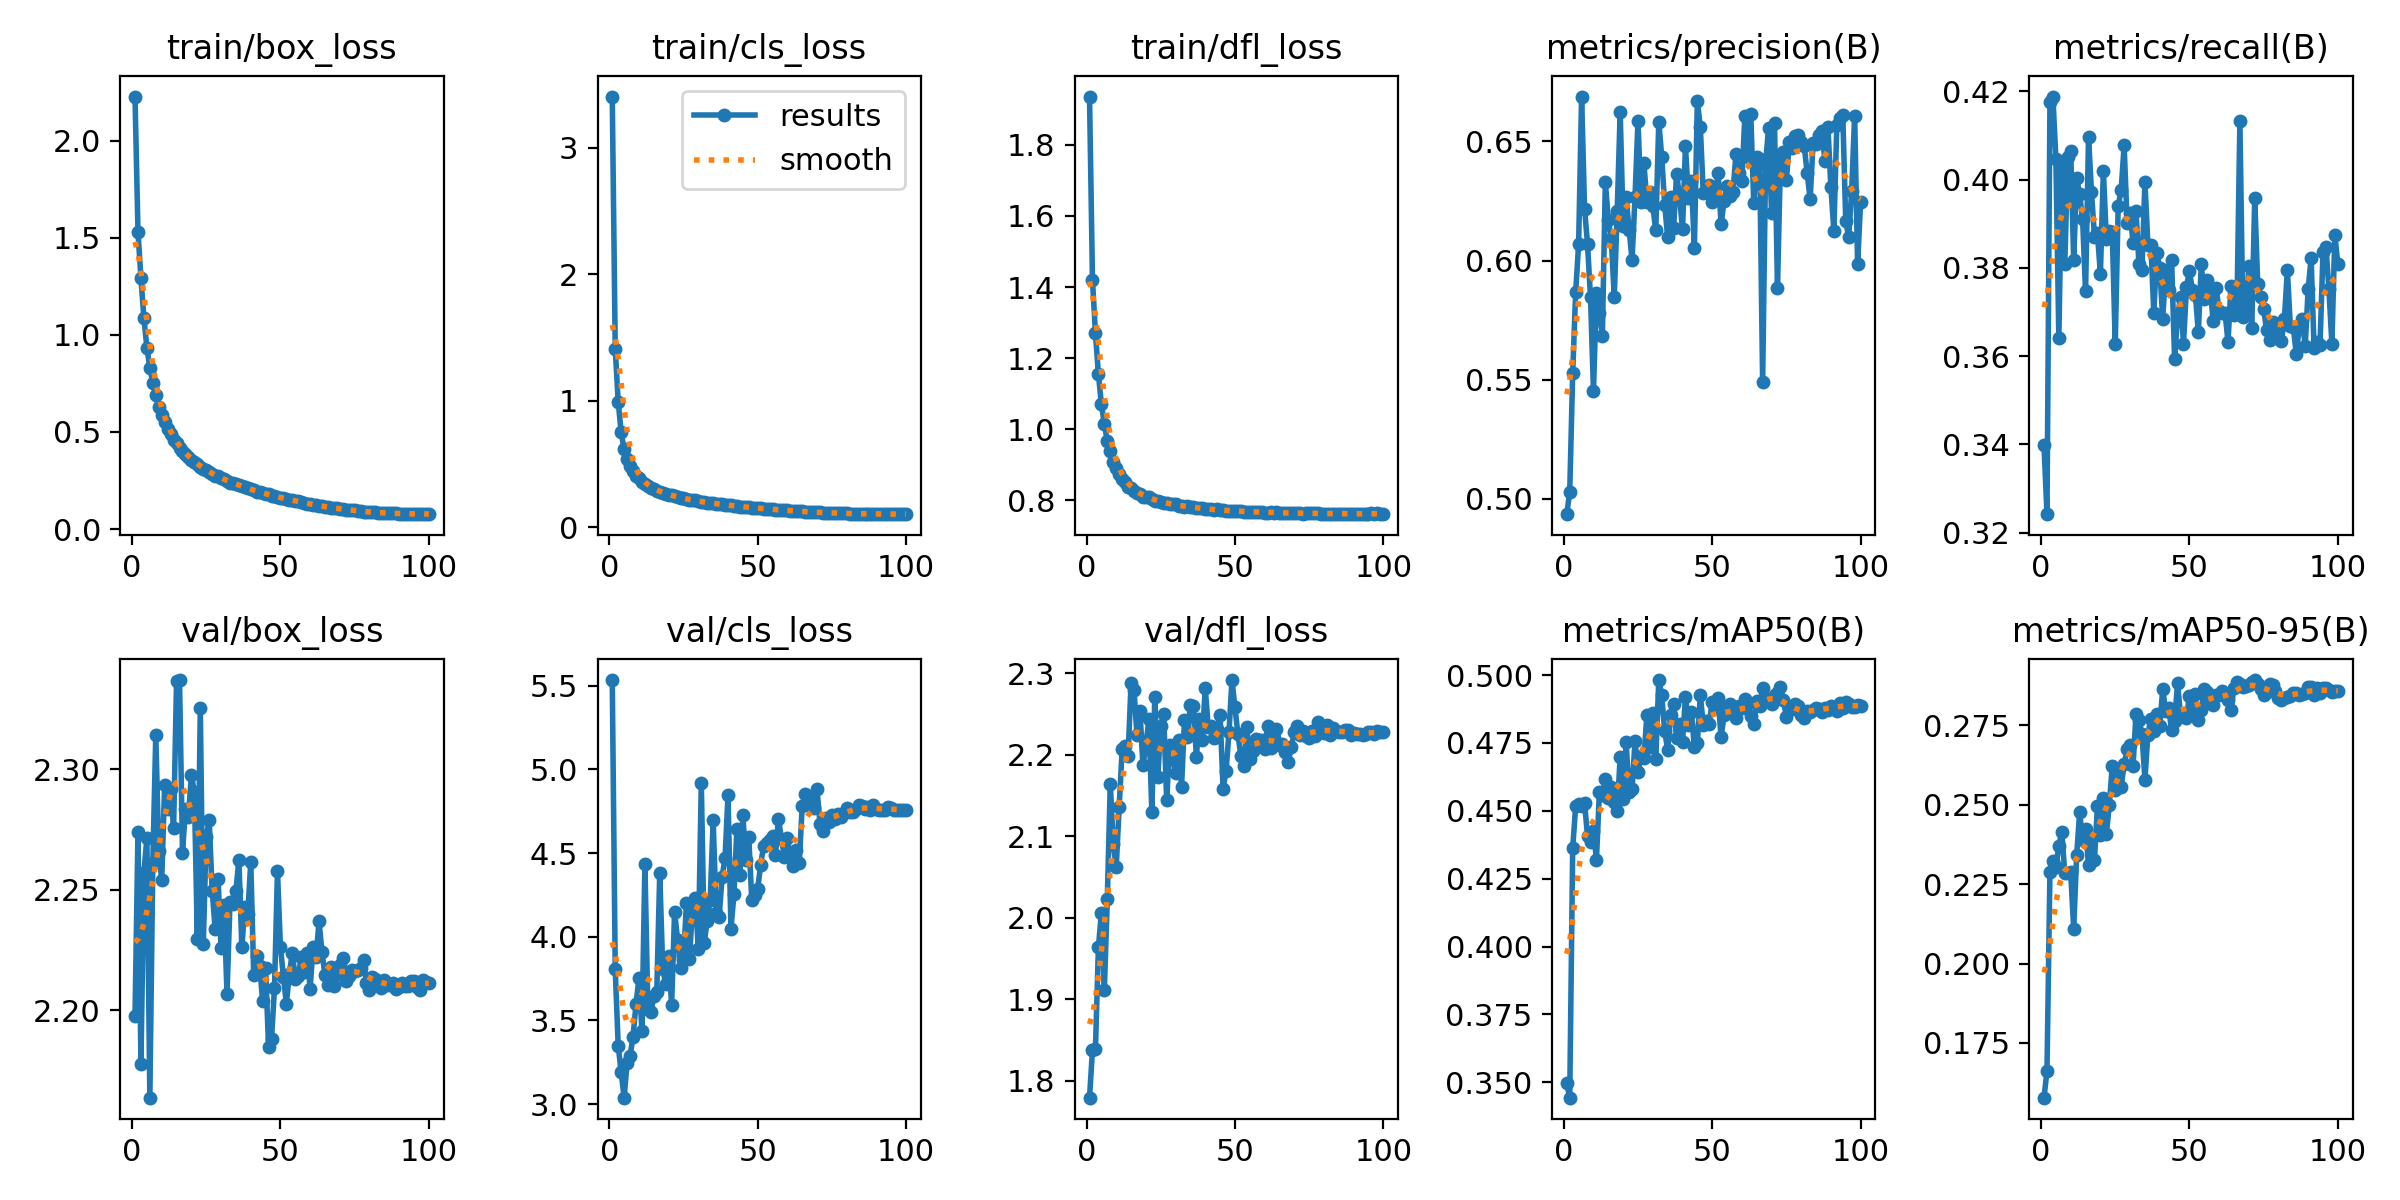 train/box_loss
train/cls_loss
train/dfl_loss
metrics/precision(B)
metrics/recall(B)
2.0
1.5
1.0
0.5
0.0
0 50 100
results
smooth
3
2
1
0
0 50 100
1.8
1.6
1.4
1.2
1.0
0.8
0 50 100
0.65
0.60
0.55
0.50
0 50 100
0.42
0.40
0.38
0.36
0.34
0.32
0 50 100
val/box_loss
val/cls_loss
val/dfl_loss
metrics/mAP50(B)
metrics/mAP50-95(B)
2.30
2.25
2.20
0 50 100
5.5
5.0
4.5
4.0
3.5
3.0
0 50 100
2.3
2.2
2.1
2.0
1.9
1.8
0 50 100
0.500
0.475
0.450
0.425
0.400
0.375
0.350
0 50 100
0.275
0.250
0.225
0.200
0.175
0 50 100